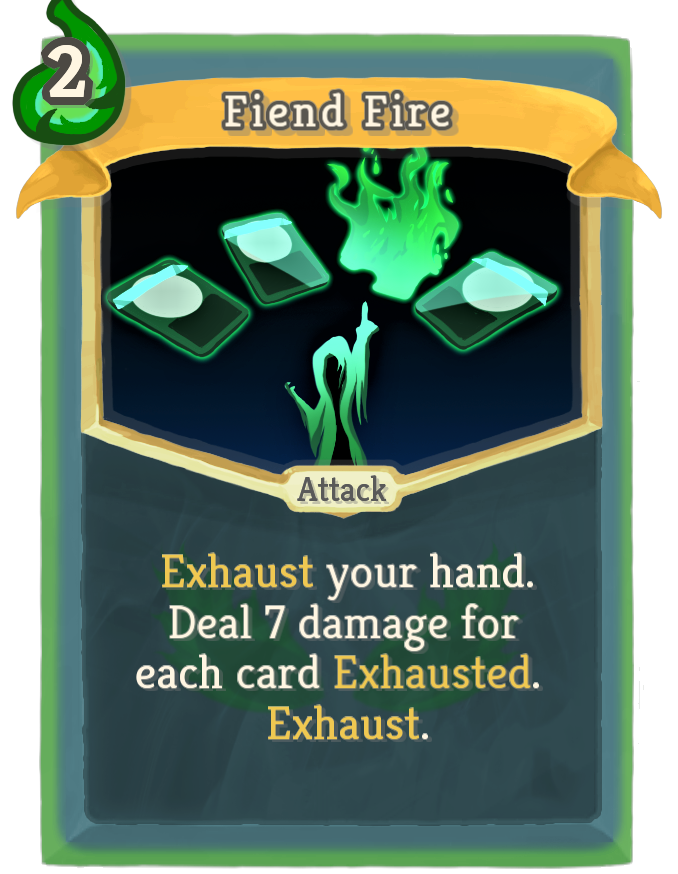 2
Fiend Fire
Attack
Exhaust your hand.
Deal 7 damage for
each card Exhausted.
Exhaust.